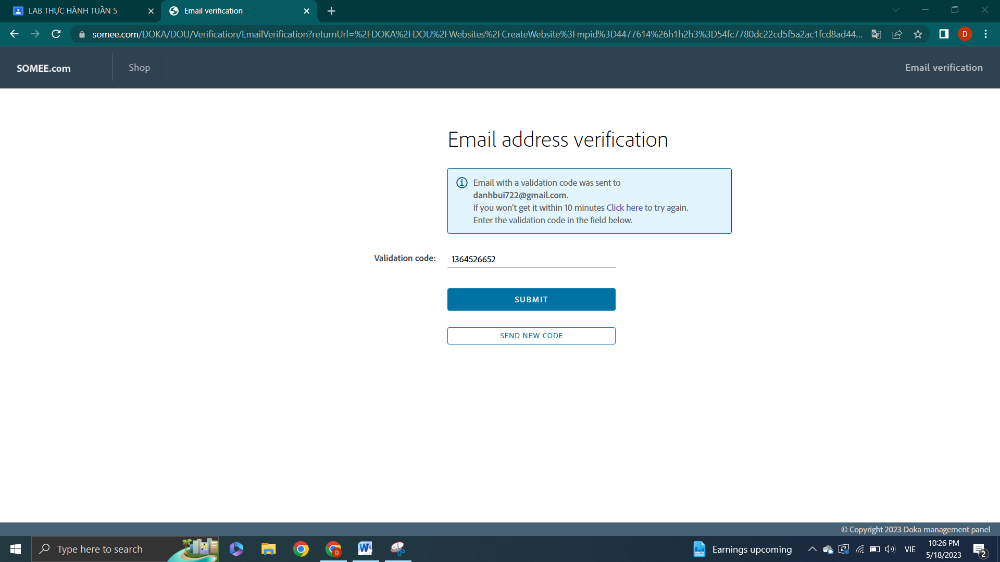 LAB THỰC HÀNH TUẦN 5
Email verification
somee.com/DOKA/DOU/Verification/EmailVerification?returnUrl=%2FDOKA%2FDOU%2FWebsites%2FCreateWebsite%3Fmpid%3D4477614%26h1h2h3%3D54fc7780dc22cd5f5a2ac1fcd8ad44...
D
SOMEE.com
Shop
Email verification
Email address verification
Email with a validation code was sent to
danhbui722@gmail.com.
If you won't get it within 10 minutes Click here to try again.
Enter the validation code in the field below.
Validation code:
1364526652
SUBMIT
SEND NEW CODE
© Copyright 2023 Doka management panel
Type here to search
D
W
Earnings upcoming
VIE
10:26 PM
5/18/2023
2